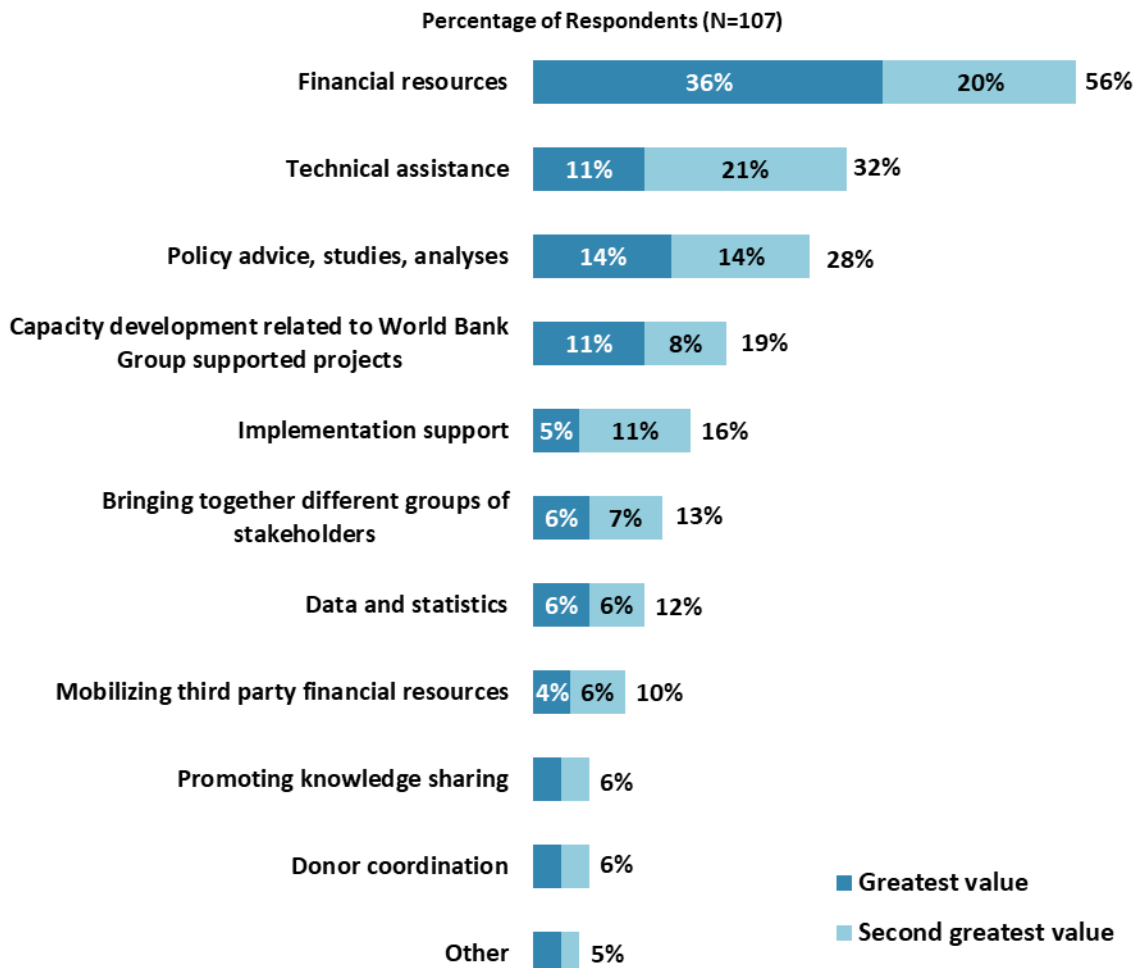 Percentage of Respondents (N=107)
Financial resources 36% 20% 56%
Technical assistance 11% 21% 32%
Policy advice, studies, analyses 14% 14% 28%
Capacity development related to World Bank
Group supported projects 11% 8% 19%
Implementation support 5% 11% 16%
Bringing together different groups of
stakeholders 6% 7% 13%
Data and statistics 6% 6% 12%
Mobilizing third party financial resources 4% 6% 10%
Promoting knowledge sharing 6%
Donor coordination 6%
Other 5%
Greatest value
Second greatest value